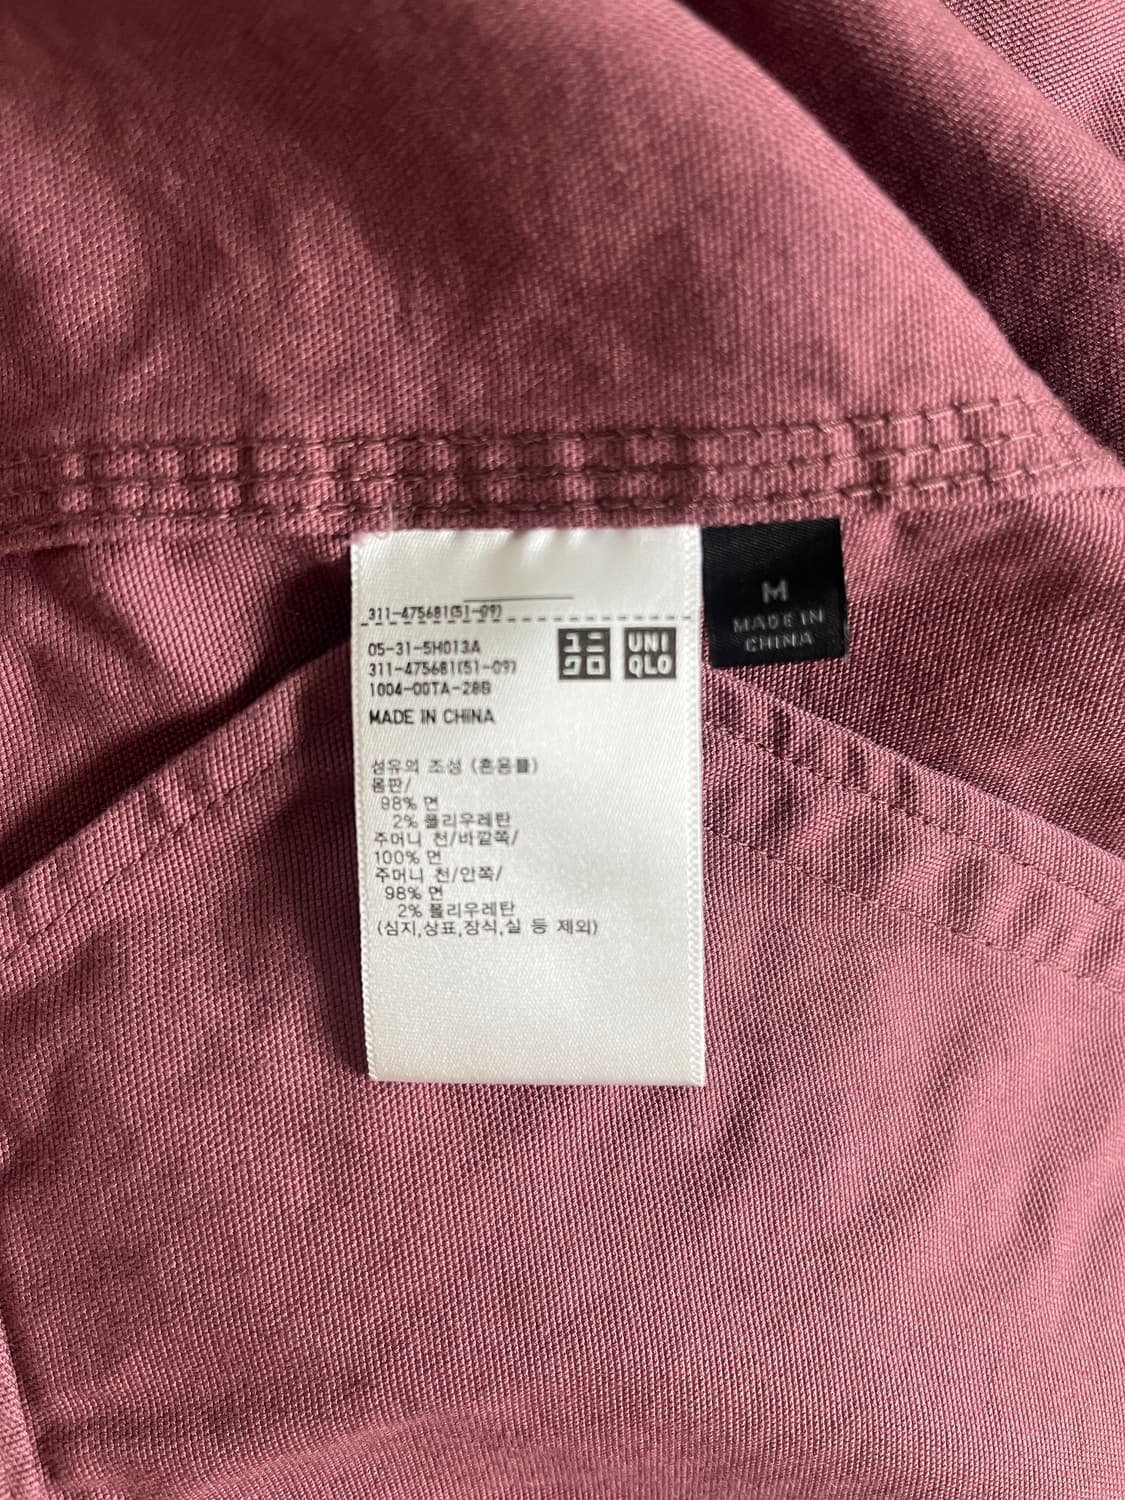 311-475681(51-09)
05-31-5H013A
311-475681(51-09)
1004-00TA-28B
MADE IN CHINA
ユニ
クロ
UNI
QLO
섬유의 조성 (혼용률)
몸판/
98% 면
2% 폴리우레탄
주머니 천/바깥쪽/
100% 면
주머니 천/안쪽/
98% 면
2% 폴리우레탄
(심지,상표,장식,실 등 제외)
M
MADE IN
CHINA